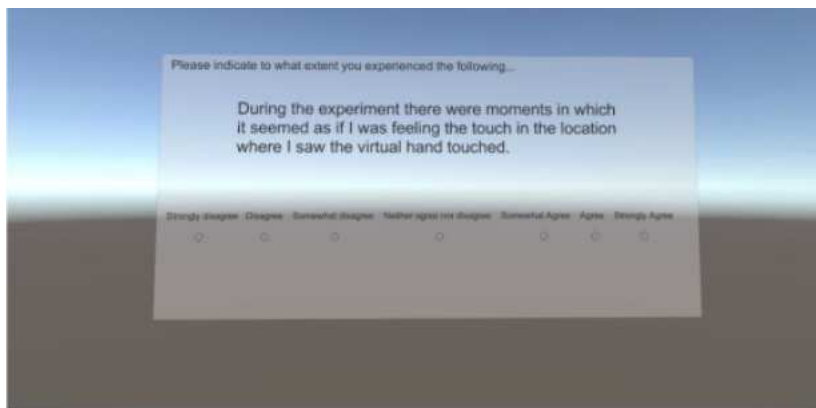 Please indicate to what extent you experienced the following...
During the experiment there were moments in which
it seemed as if I was feeling the touch in the location
where I saw the virtual hand touched.
Strongly disagree Disagree Somewhat disagree Neither agree nor disagree Somewhat Agree Agree Strongly Agree